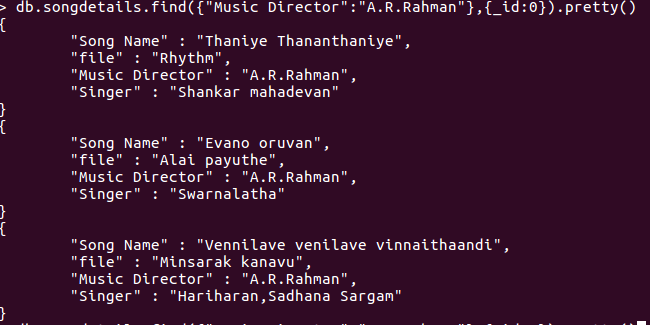 > db.songdetails.find({"Music Director":"A.R.Rahman"},{_id:0}).pretty()
{
        "Song Name" : "Thaniye Thananthaniye",
        "file" : "Rhythm",
        "Music Director" : "A.R.Rahman",
        "Singer" : "Shankar mahadevan"
}
{
        "Song Name" : "Evano oruvan",
        "file" : "Alai payuthe",
        "Music Director" : "A.R.Rahman",
        "Singer" : "Swarnalatha"
}
{
        "Song Name" : "Vennilave venilave vinnaithaandi",
        "file" : "Minsarak kanavu",
        "Music Director" : "A.R.Rahman",
        "Singer" : "Hariharan,Sadhana Sargam"
}